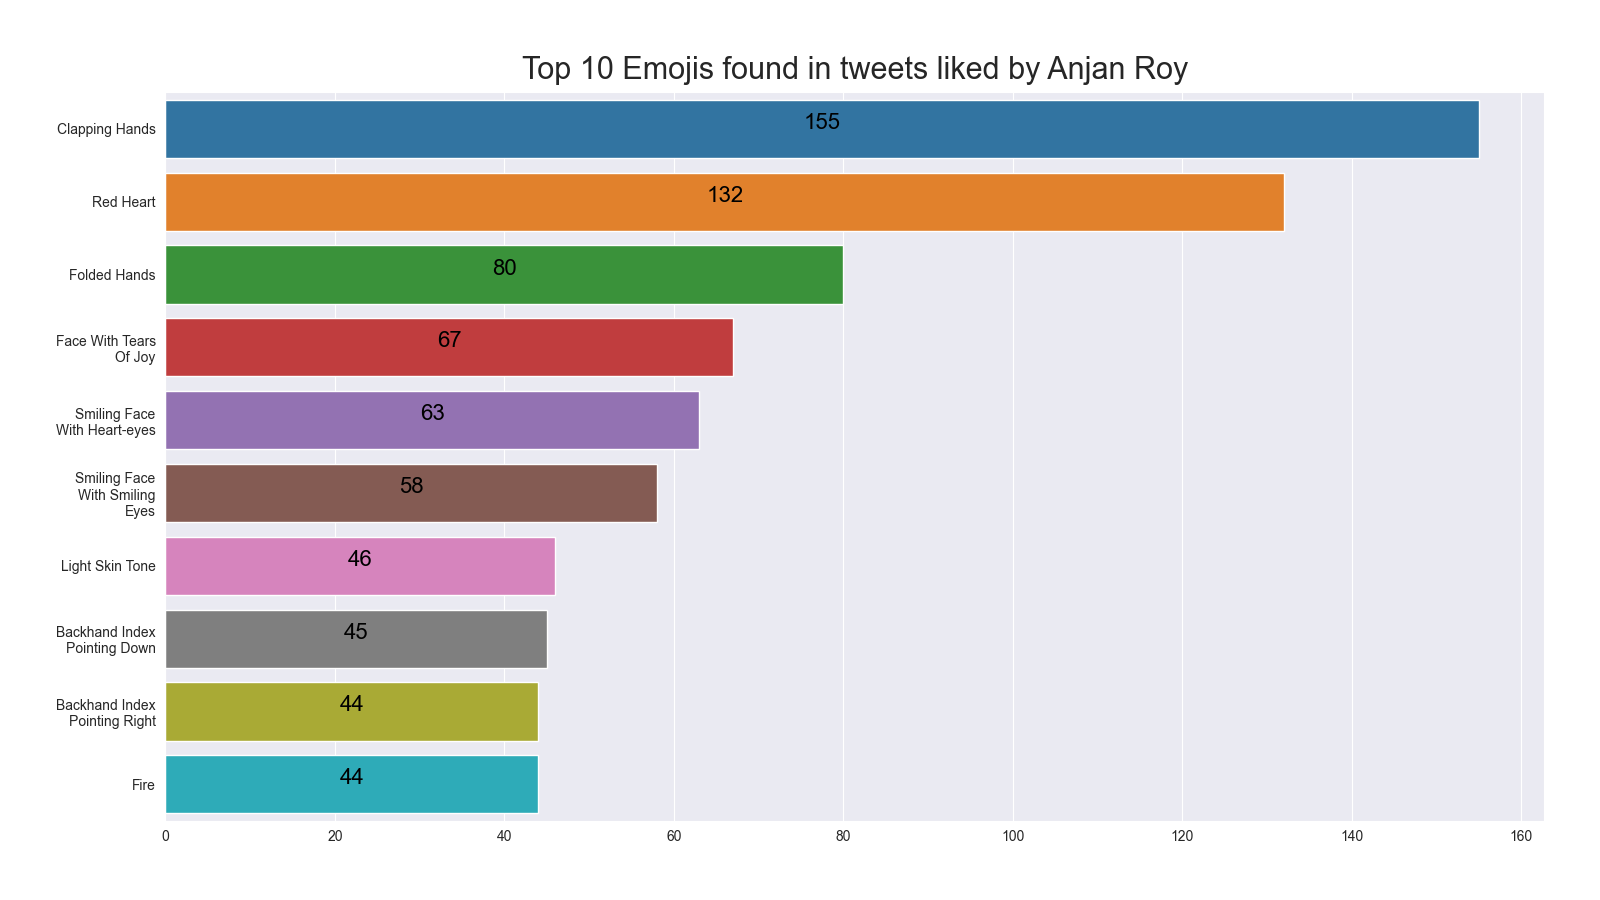 Top 10 Emojis found in tweets liked by Anjan Roy
Clapping Hands
155
Red Heart
132
Folded Hands
80
Face With Tears
Of Joy
67
Smiling Face
With Heart-eyes
63
Smiling Face
With Smiling
Eyes
58
Light Skin Tone
46
Backhand Index
Pointing Down
45
Backhand Index
Pointing Right
44
Fire
44
0 20 40 60 80 100 120 140 160